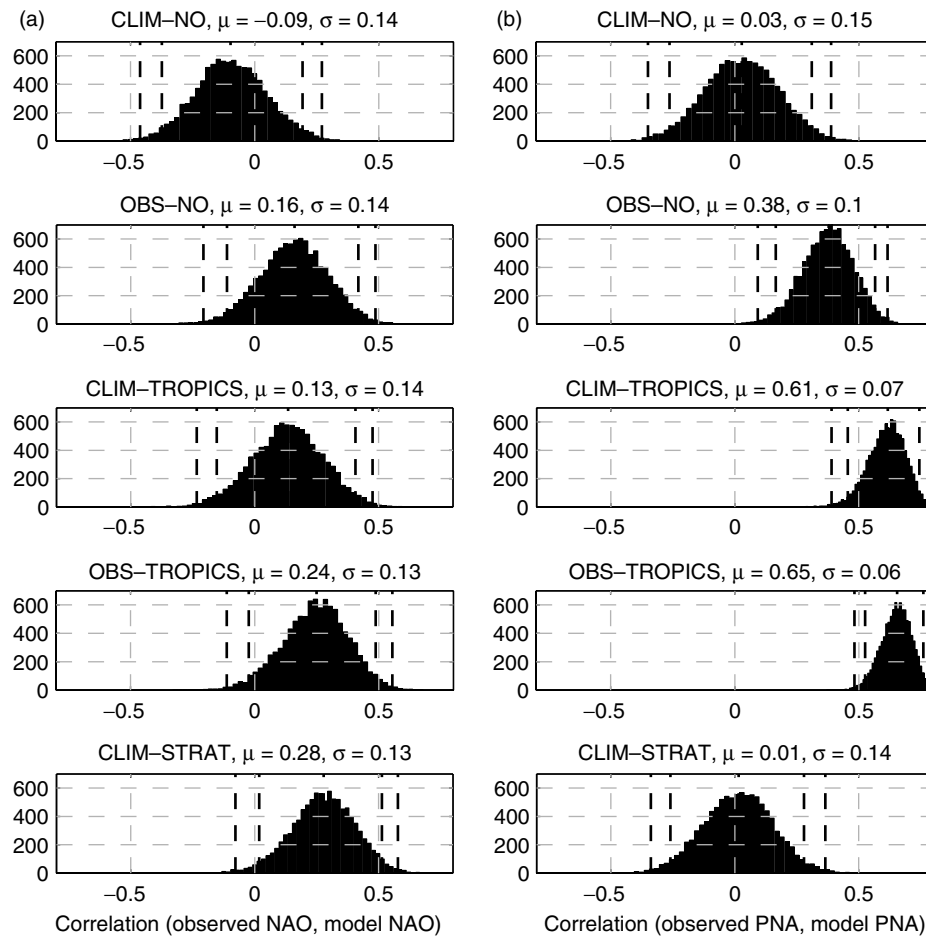 (a) CLIM–NO, μ = −0.09, σ = 0.14
600
400
200
0
−0.5 0 0.5
OBS–NO, μ = 0.16, σ = 0.14
600
400
200
0
−0.5 0 0.5
CLIM–TROPICS, μ = 0.13, σ = 0.14
600
400
200
0
−0.5 0 0.5
OBS–TROPICS, μ = 0.24, σ = 0.13
600
400
200
0
−0.5 0 0.5
CLIM–STRAT, μ = 0.28, σ = 0.13
600
400
200
0
−0.5 0 0.5
Correlation (observed NAO, model NAO)
(b) CLIM–NO, μ = 0.03, σ = 0.15
600
400
200
0
−0.5 0 0.5
OBS–NO, μ = 0.38, σ = 0.1
600
400
200
0
−0.5 0 0.5
CLIM–TROPICS, μ = 0.61, σ = 0.07
600
400
200
0
−0.5 0 0.5
OBS–TROPICS, μ = 0.65, σ = 0.06
600
400
200
0
−0.5 0 0.5
CLIM–STRAT, μ = 0.01, σ = 0.14
600
400
200
0
−0.5 0 0.5
Correlation (observed PNA, model PNA)